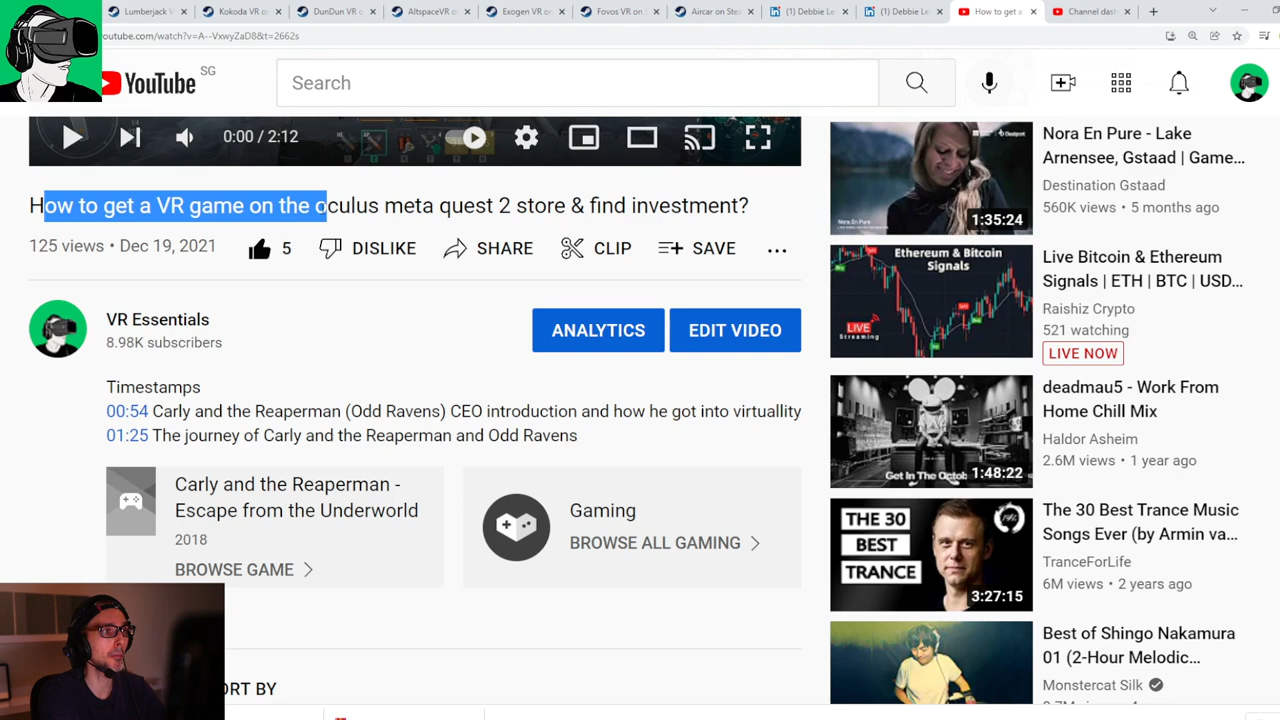 Lumberjack V
Kokoda VR o
DunDun VR o
AltspaceVR o
Exogen VR o
Fovos VR on
Aircar on Ste
(1) Debbie Le
(1) Debbie Le
How to get a
Channel das
outube.com/watch?v=A--VxwyZaD8&t=2662s
YouTube SG
Search
0:00 / 2:12
How to get a VR game on the oculus meta quest 2 store & find investment?
125 views • Dec 19, 2021
5
DISLIKE
SHARE
CLIP
SAVE
VR Essentials
8.98K subscribers
ANALYTICS
EDIT VIDEO
Timestamps
00:54 Carly and the Reaperman (Odd Ravens) CEO introduction and how he got into virtuallity
01:25 The journey of Carly and the Reaperman and Odd Ravens
Carly and the Reaperman -
Escape from the Underworld
2018
BROWSE GAME
Gaming
BROWSE ALL GAMING
ORT BY
1:35:24
Nora En Pure - Lake
Arnensee, Gstaad | Game...
Destination Gstaad
560K views • 5 months ago
Ethereum & Bitcoin
Signals
LIVE
Streaming
Live Bitcoin & Ethereum
Signals | ETH | BTC | USD...
Raishiz Crypto
521 watching
LIVE NOW
Get In The Octob
1:48:22
deadmau5 - Work From
Home Chill Mix
Haldor Asheim
2.6M views • 1 year ago
THE 30
BEST
TRANCE
3:27:15
The 30 Best Trance Music
Songs Ever (by Armin va...
TranceForLife
6M views • 2 years ago
Best of Shingo Nakamura
01 (2-Hour Melodic...
Monstercat Silk